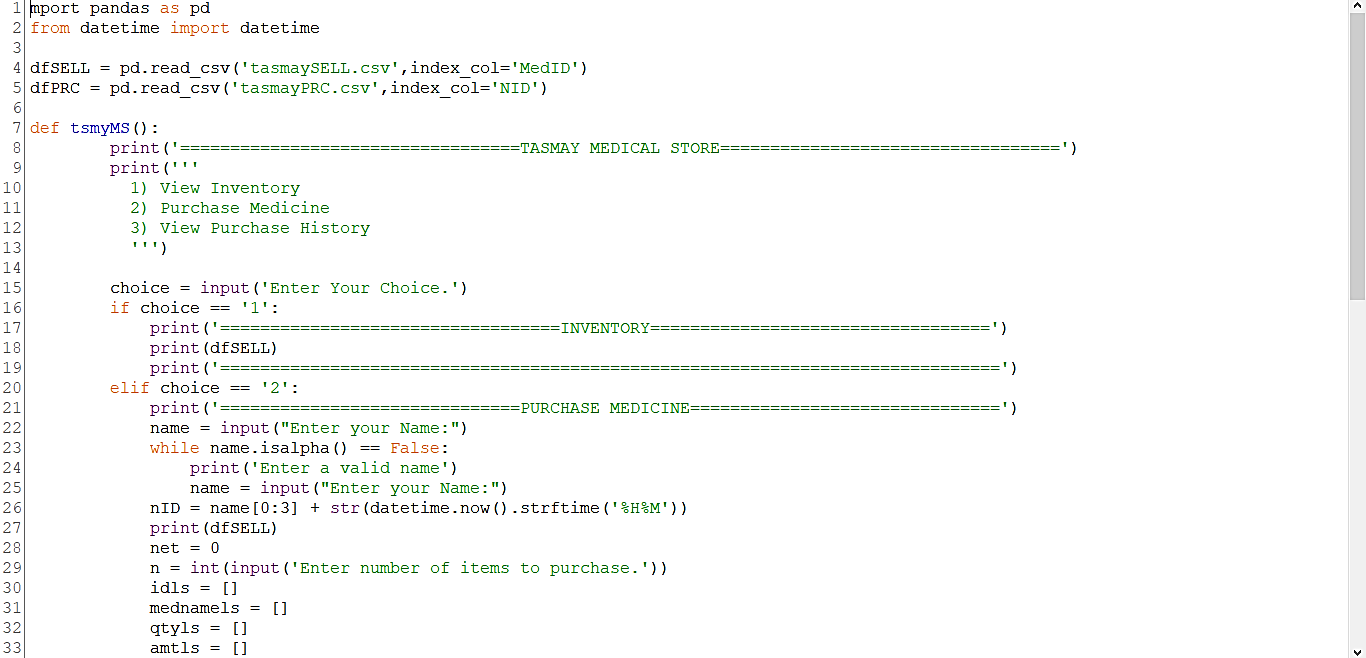 1 mport pandas as pd
2 from datetime import datetime
3
4 dfSELL = pd.read_csv('tasmaySELL.csv',index_col='MedID')
5 dfPRC = pd.read_csv('tasmayPRC.csv',index_col='NID')
6
7 def tsmyMS():
8         print('==================================TASMAY MEDICAL STORE==================================')
9         print('''
10           1) View Inventory
11           2) Purchase Medicine
12           3) View Purchase History
13           ''')
14
15         choice = input('Enter Your Choice.')
16         if choice == '1':
17             print('==================================INVENTORY==================================')
18             print(dfSELL)
19             print('==============================================================================')
20         elif choice == '2':
21             print('==============================PURCHASE MEDICINE===============================')
22             name = input("Enter your Name:")
23             while name.isalpha() == False:
24                 print('Enter a valid name')
25                 name = input("Enter your Name:")
26             nID = name[0:3] + str(datetime.now().strftime('%H%M'))
27             print(dfSELL)
28             net = 0
29             n = int(input('Enter number of items to purchase.'))
30             idls = []
31             mednamels = []
32             qtyls = []
33             amtls = []